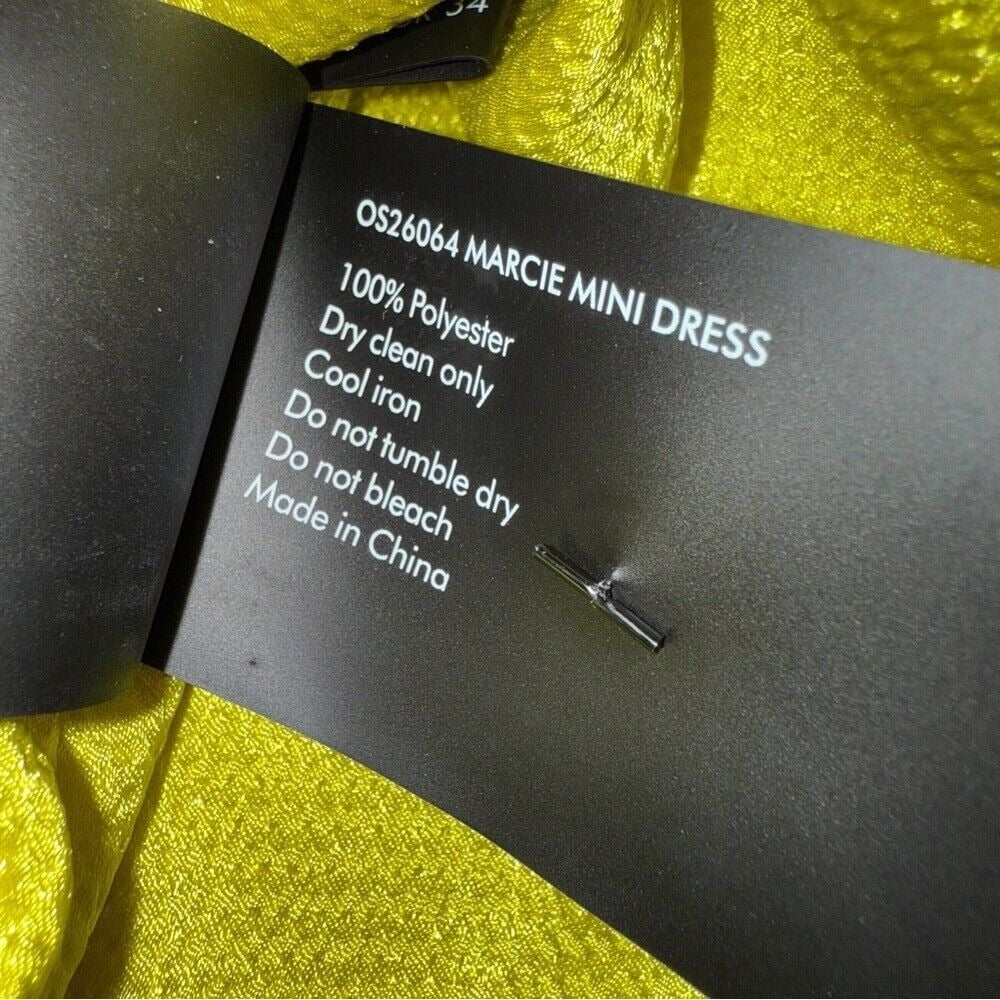 34
OS26064 MARCIE MINI DRESS
100% Polyester
Dry clean only
Cool iron
Do not tumble dry
Do not bleach
Made in China